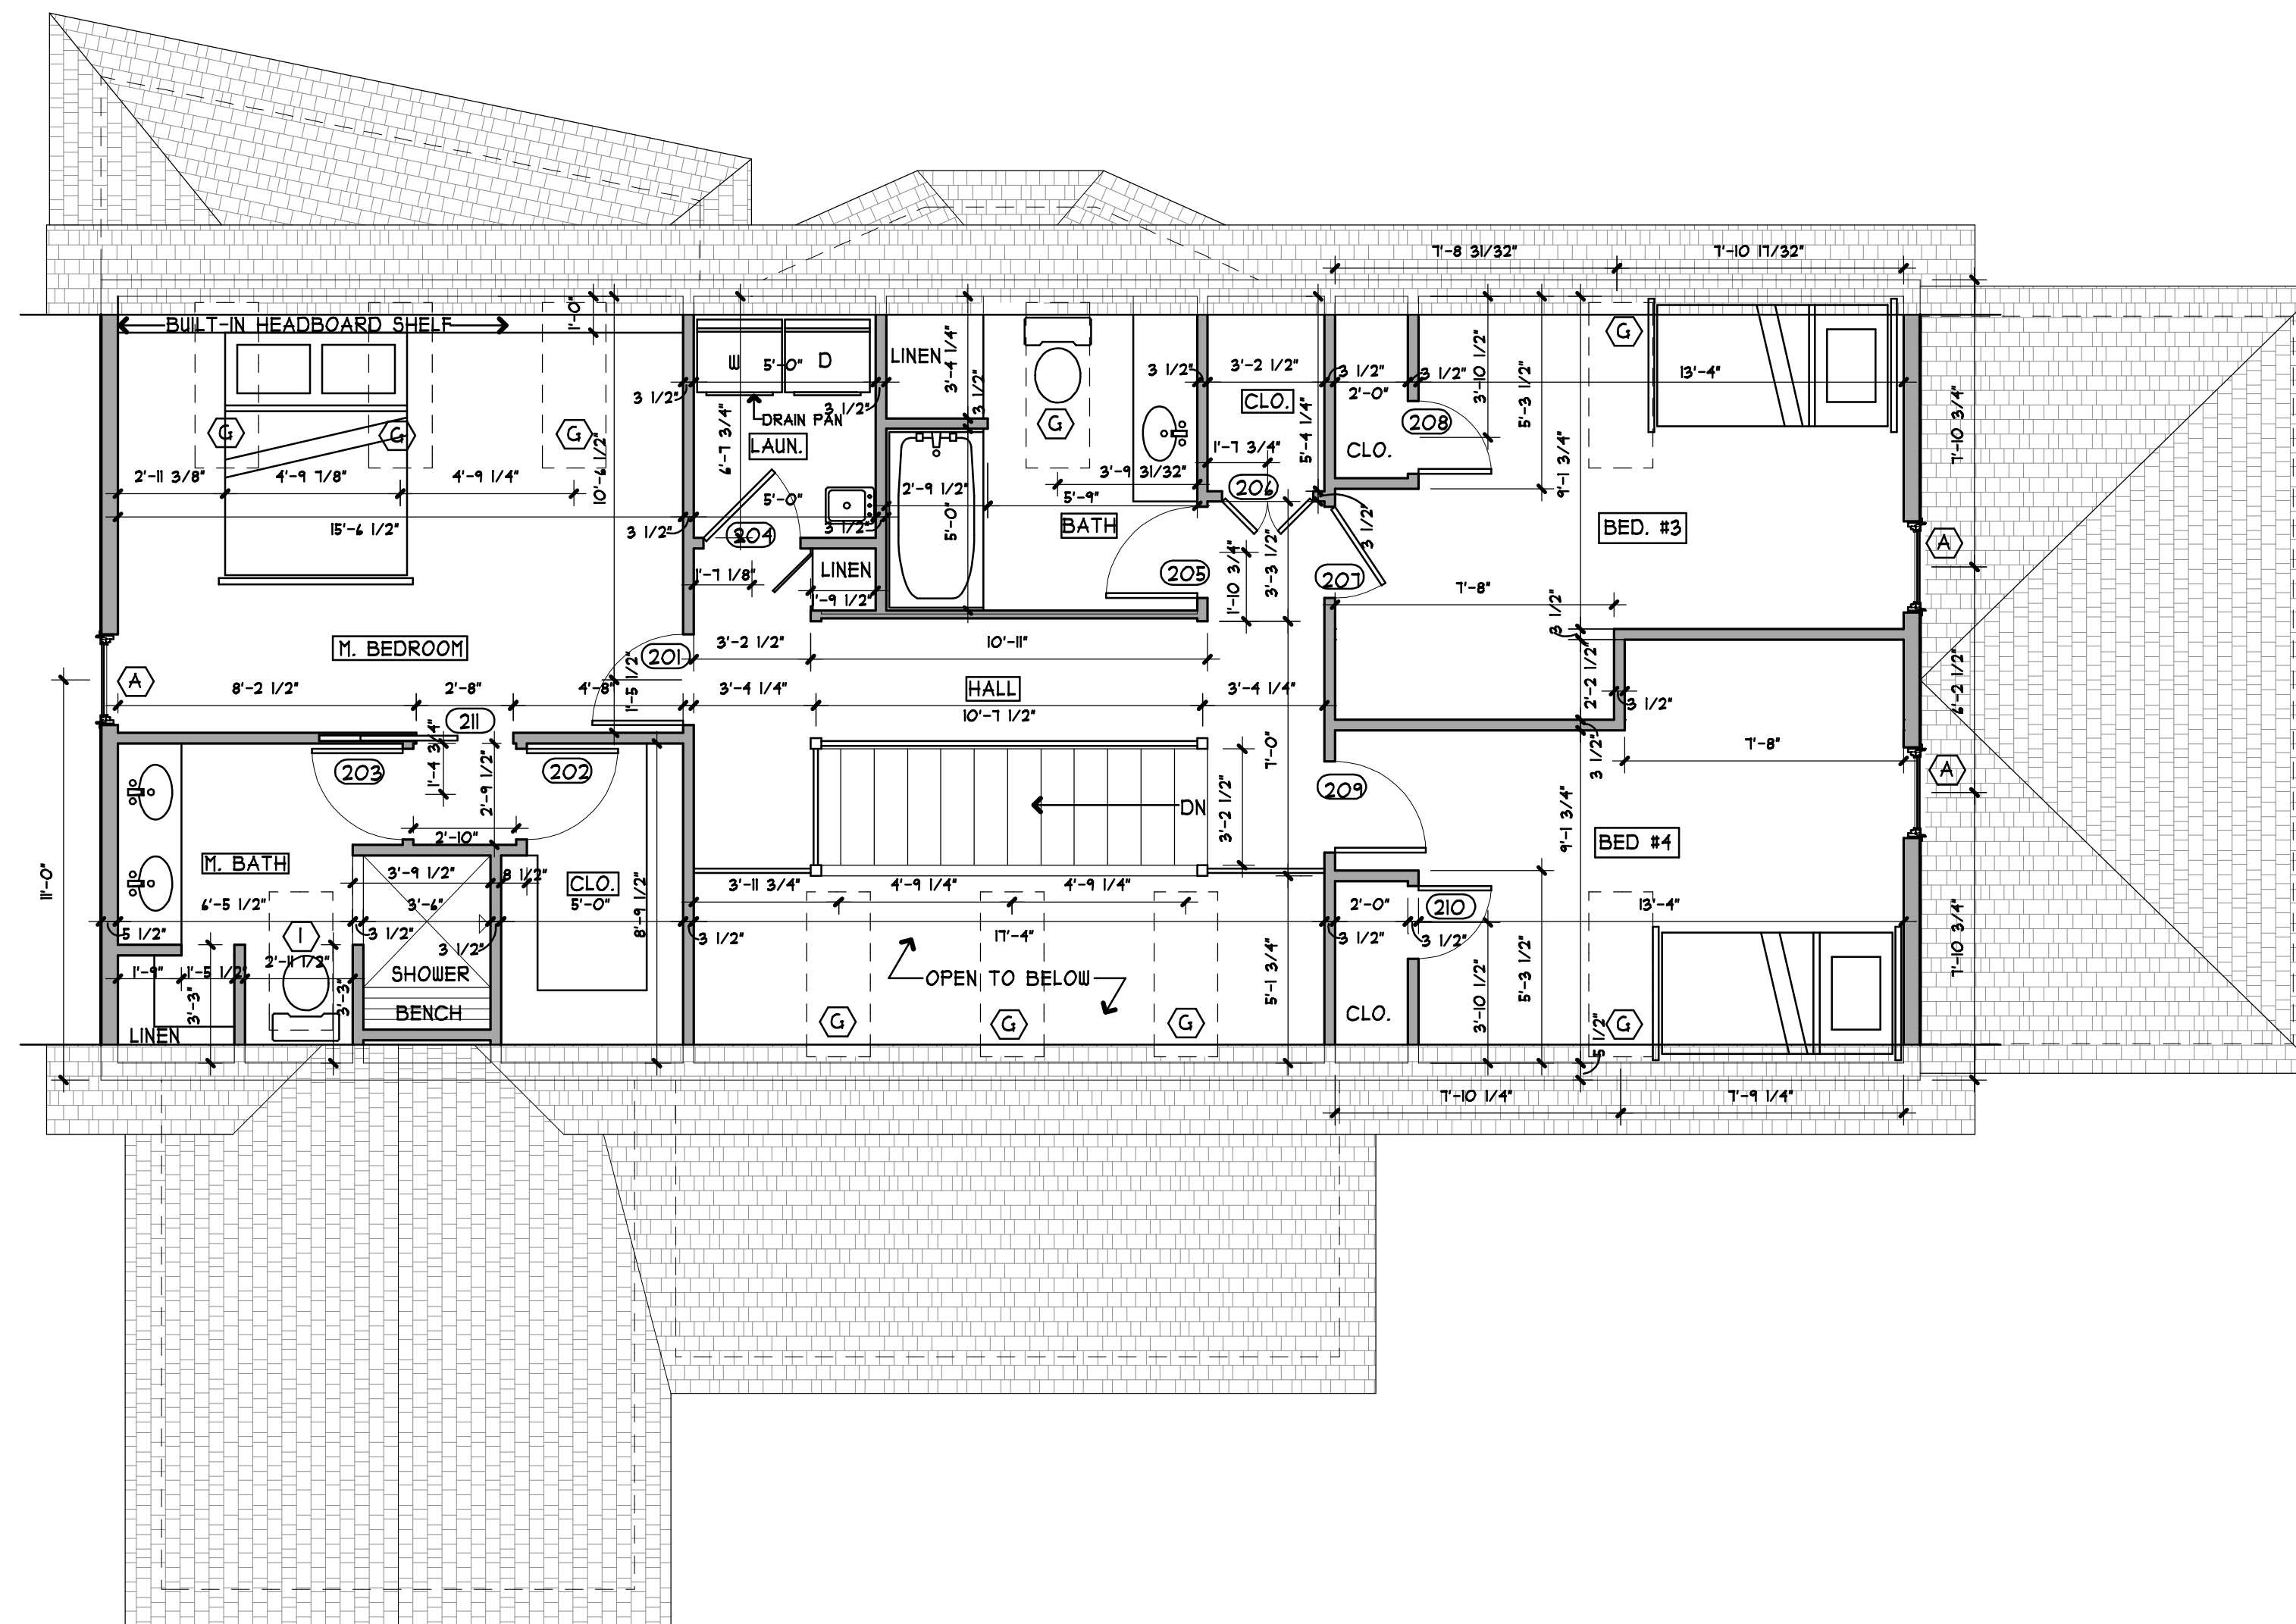 7'-8 31/32"
7'-10 17/32"
BUILT-IN HEADBOARD SHELF
1'-0"
G
W
5'-0"
D
LINEN
3'-4 1/4"
3 1/2"
3'-2 1/2"
3 1/2"
3 1/2"
3'-10 1/2"
5'-3 1/2"
13'-4"
7'-10 3/4"
3 1/2"
3 1/2"
3 1/2"
2'-0"
CLO.
DRAIN PAN
G
G
G
G
208
6'-7 3/4"
LAUN.
1'-7 3/4"
5'-4 1/4"
CLO.
9'-1 3/4"
2'-11 3/8"
4'-9 7/8"
4'-9 1/4"
10'-6 1/2"
3'-9 31/32"
206
5'-0"
2'-9 1/2"
5'-9"
15'-6 1/2"
3 1/2"
204
3 1/2"
5'-0"
BATH
3 1/2"
BED. #3
A
3'-3 1/2"
1'-7 1/8"
LINEN
205
207
1'-10 3/4"
7'-8"
1'-9 1/2"
3 1/2"
M. BEDROOM
201
3'-2 1/2"
10'-11"
A
1'-5 1/2"
8'-2 1/2"
2'-8"
4'-8"
3'-4 1/4"
HALL
3'-4 1/4"
2'-2 1/2"
3 1/2"
6'-2 1/2"
211
10'-7 1/2"
7'-0"
3 1/2"
7'-8"
203
1'-4 3/4"
2'-9 1/2"
202
209
A
DN
3'-2 1/2"
2'-10"
9'-1 3/4"
BED #4
M. BATH
3'-9 1/2"
8 1/2"
CLO.
11'-0"
3'-11 3/4"
4'-9 1/4"
4'-9 1/4"
6'-5 1/2"
3'-6"
5'-0"
8'-9 1/2"
2'-0"
210
13'-4"
5 1/2"
I
3 1/2"
3 1/2"
3 1/2"
17'-4"
3 1/2"
3 1/2"
7'-10 3/4"
1'-9"
1'-5 1/2"
2'-11 1/2"
SHOWER
OPEN TO BELOW
5'-1 3/4"
5'-3 1/2"
3'-3"
3'-3"
BENCH
3'-10 1/2"
CLO.
LINEN
G
G
G
5 1/2"
G
7'-10 1/4"
7'-9 1/4"